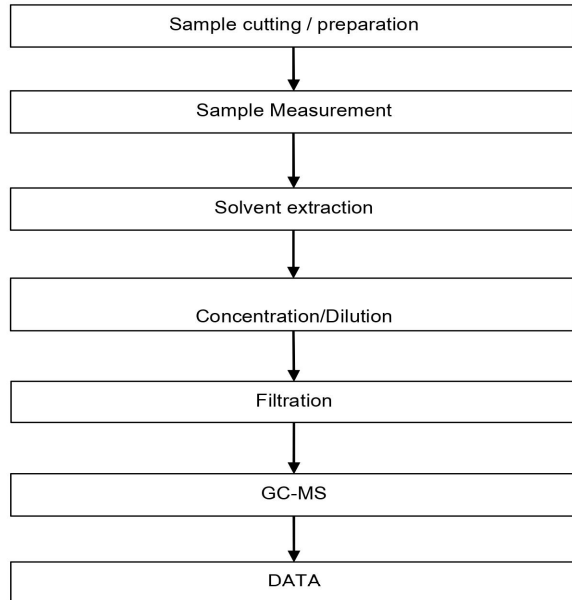 Sample cutting / preparation
Sample Measurement
Solvent extraction
Concentration/Dilution
Filtration
GC-MS
DATA